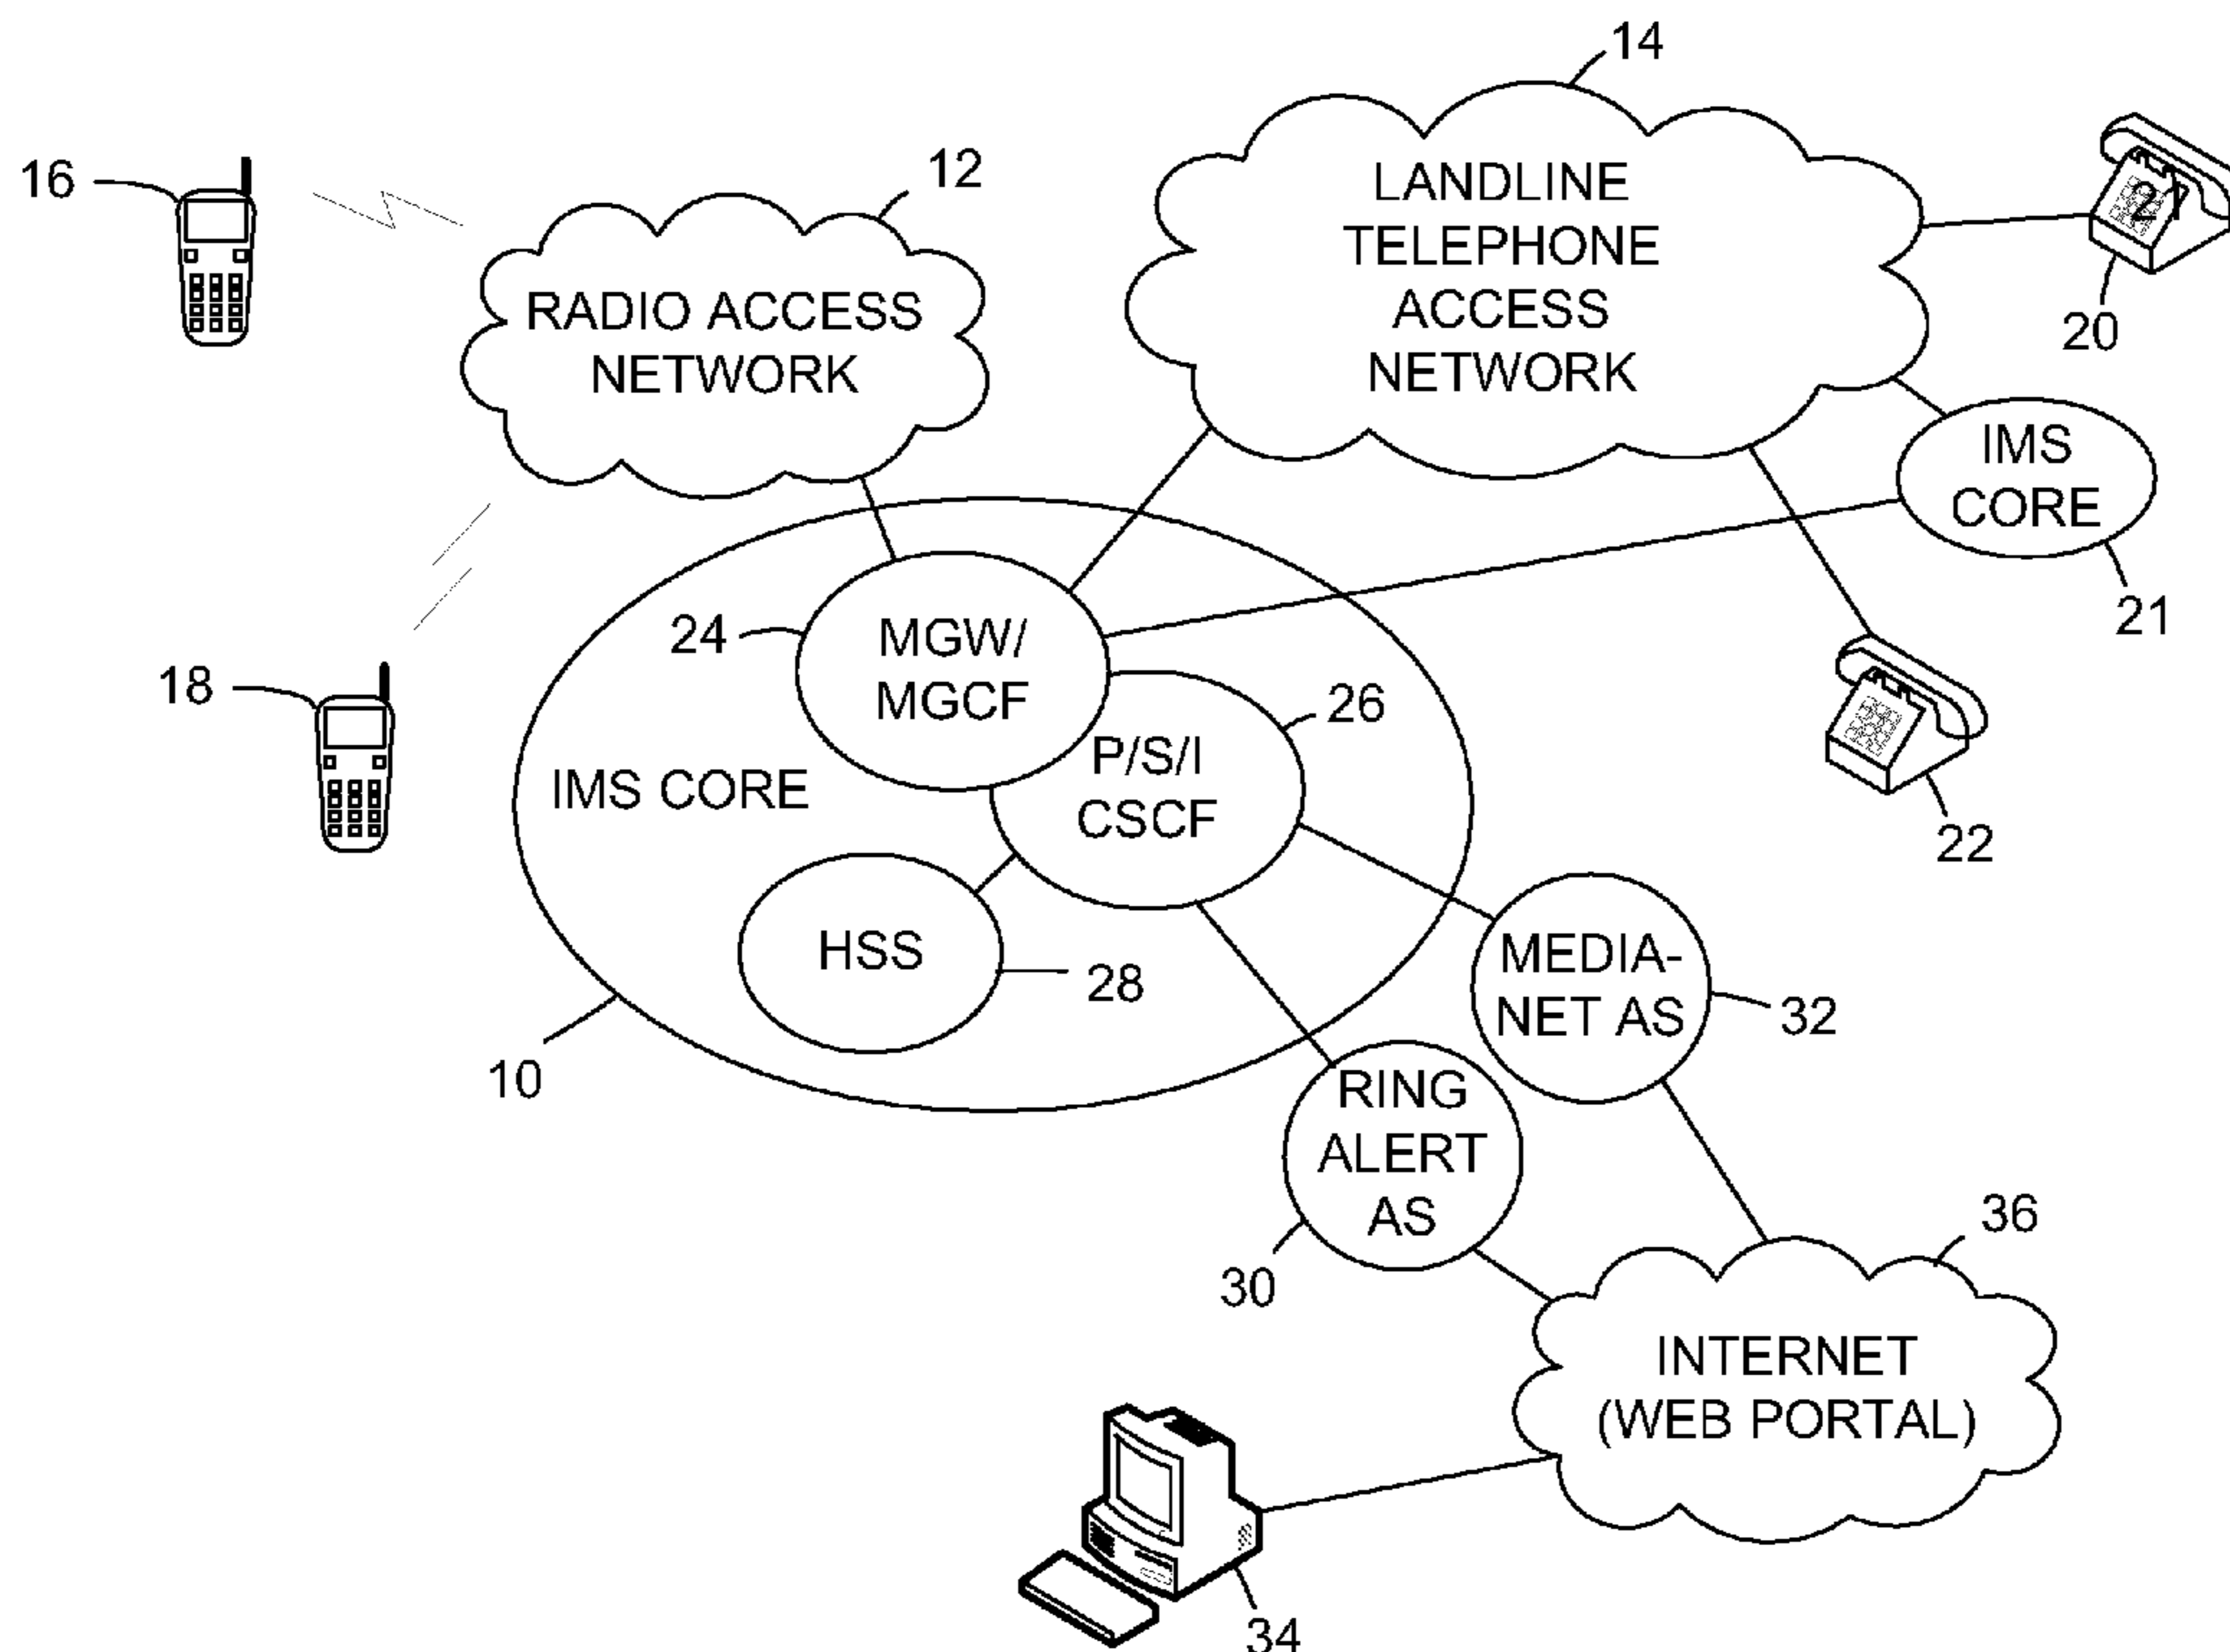 14
16
12
LANDLINE
TELEPHONE
ACCESS
NETWORK
21
20
RADIO ACCESS
NETWORK
IMS
CORE
21
24
MGW/
MGCF
18
26
P/S/I
CSCF
IMS CORE
22
HSS
28
MEDIA-
NET AS
32
10
RING
ALERT
AS
30
36
INTERNET
(WEB PORTAL)
34